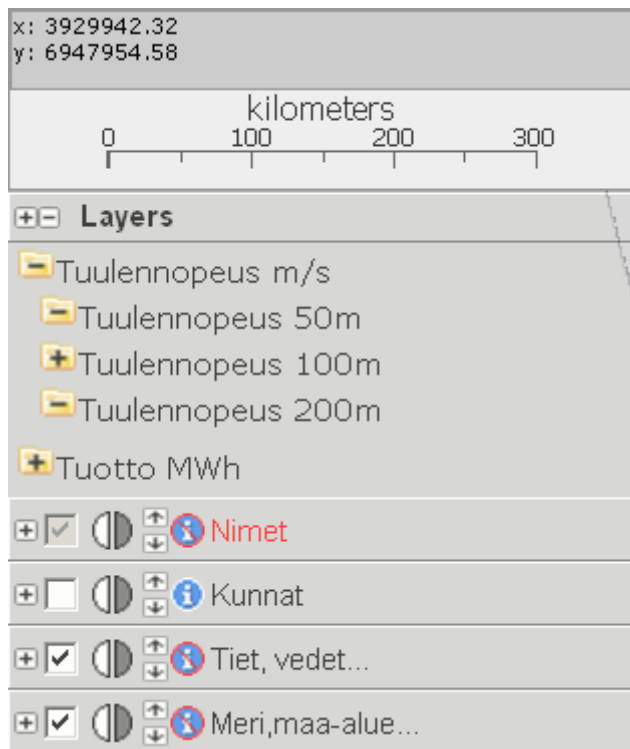 x: 3929942.32
y: 6947954.58
kilometers
0 100 200 300
Layers
Tuulennopeus m/s
Tuulennopeus 50m
Tuulennopeus 100m
Tuulennopeus 200m
Tuotto MWh
Nimet
Kunnat
Tiet, vedet...
Meri,maa-alue...